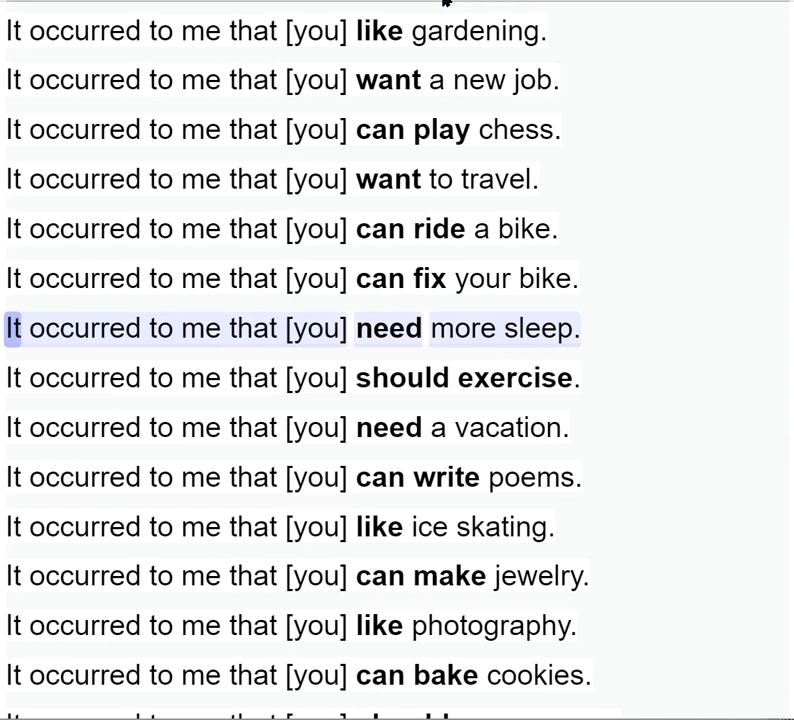 It occurred to me that [you] like gardening.
It occurred to me that [you] want a new job.
It occurred to me that [you] can play chess.
It occurred to me that [you] want to travel.
It occurred to me that [you] can ride a bike.
It occurred to me that [you] can fix your bike.
It occurred to me that [you] need more sleep.
It occurred to me that [you] should exercise.
It occurred to me that [you] need a vacation.
It occurred to me that [you] can write poems.
It occurred to me that [you] like ice skating.
It occurred to me that [you] can make jewelry.
It occurred to me that [you] like photography.
It occurred to me that [you] can bake cookies.